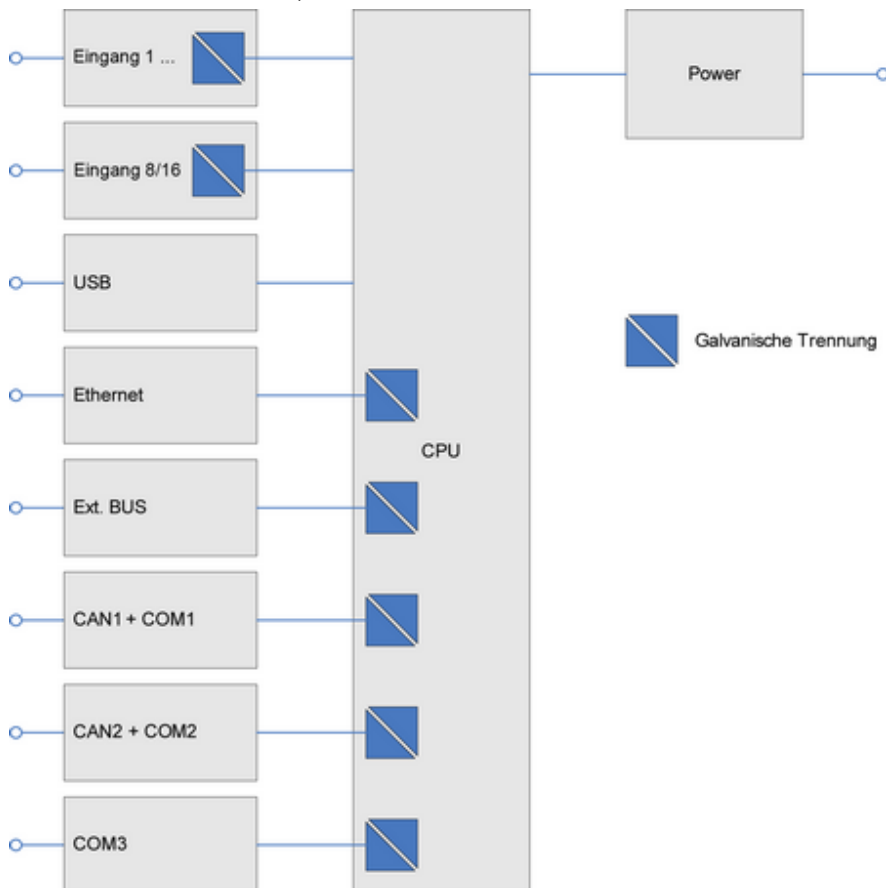 Eingang 1 ...
Power
Eingang 8/16
USB
Galvanische Trennung
Ethernet
CPU
Ext. BUS
CAN1 + COM1
CAN2 + COM2
COM3